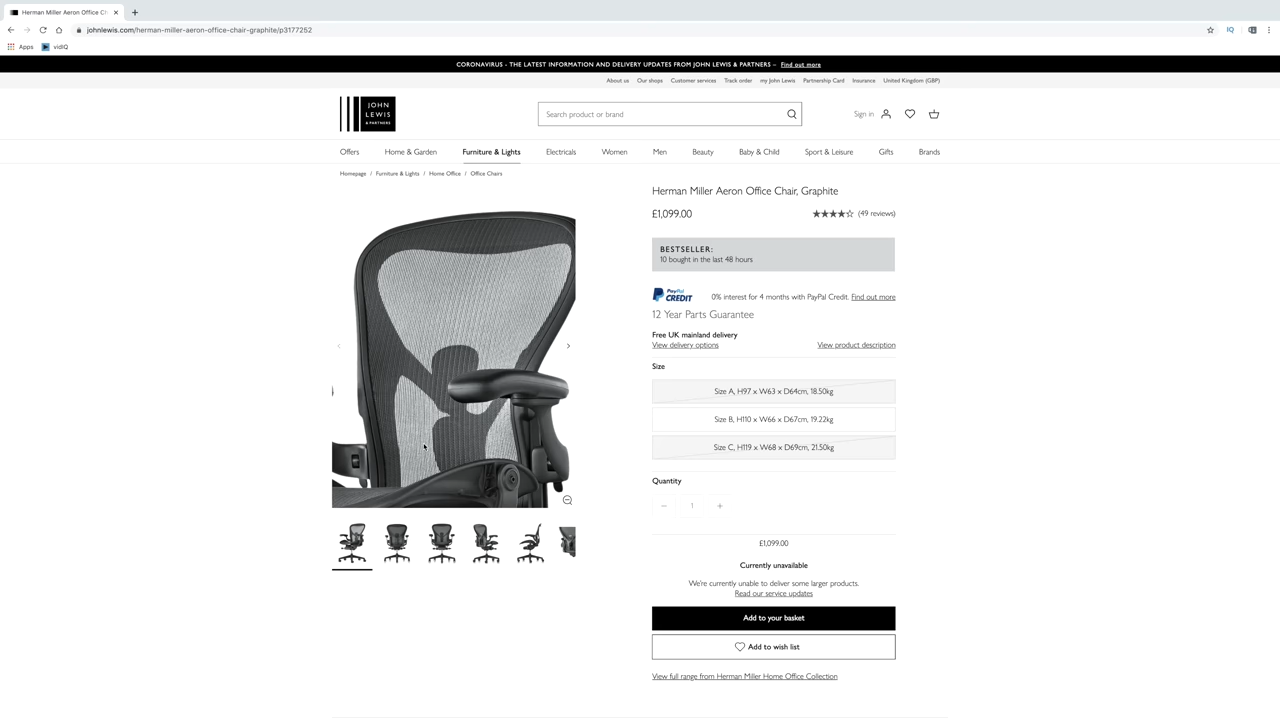 Herman Miller Aeron Office Ch
johnlewis.com/herman-miller-aeron-office-chair-graphite/p3177252
IQ
Apps vidIQ
CORONAVIRUS - THE LATEST INFORMATION AND DELIVERY UPDATES FROM JOHN LEWIS & PARTNERS – Find out more
About us Our shops Customer services Track order my John Lewis Partnership Card Insurance United Kingdom (GBP)
JOHN
LEWIS
& PARTNERS
Search product or brand
Sign in
Offers Home & Garden Furniture & Lights Electricals Women Men Beauty Baby & Child Sport & Leisure Gifts Brands
Homepage / Furniture & Lights / Home Office / Office Chairs
Herman Miller Aeron Office Chair, Graphite
£1,099.00 (49 reviews)
BESTSELLER:
10 bought in the last 48 hours
PayPal
CREDIT
0% interest for 4 months with PayPal Credit. Find out more
12 Year Parts Guarantee
Free UK mainland delivery
View delivery options View product description
Size
Size A, H97 x W63 x D64cm, 18.50kg
Size B, H110 x W66 x D67cm, 19.22kg
Size C, H119 x W68 x D69cm, 21.50kg
Quantity
− 1 +
£1,099.00
Currently unavailable
We're currently unable to deliver some larger products.
Read our service updates
Add to your basket
Add to wish list
View full range from Herman Miller Home Office Collection